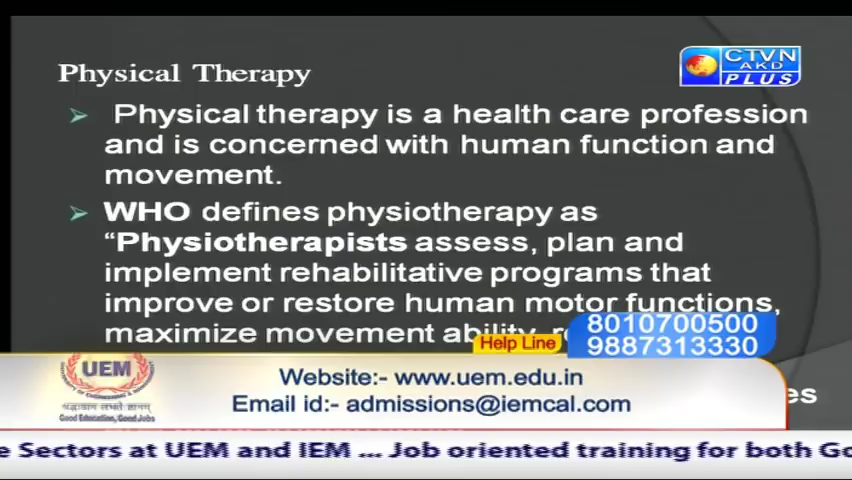 Physical Therapy
CTVN
AKD
PLUS
➢ Physical therapy is a health care profession
and is concerned with human function and
movement.
➢ WHO defines physiotherapy as
“Physiotherapists assess, plan and
implement rehabilitative programs that
improve or restore human motor functions,
maximize movement ability,
8010700500
Help Line
9887313330
UEM
Good Education, Good Jobs
Website:- www.uem.edu.in
Email id:- admissions@iemcal.com
e Sectors at UEM and IEM ... Job oriented training for both Go